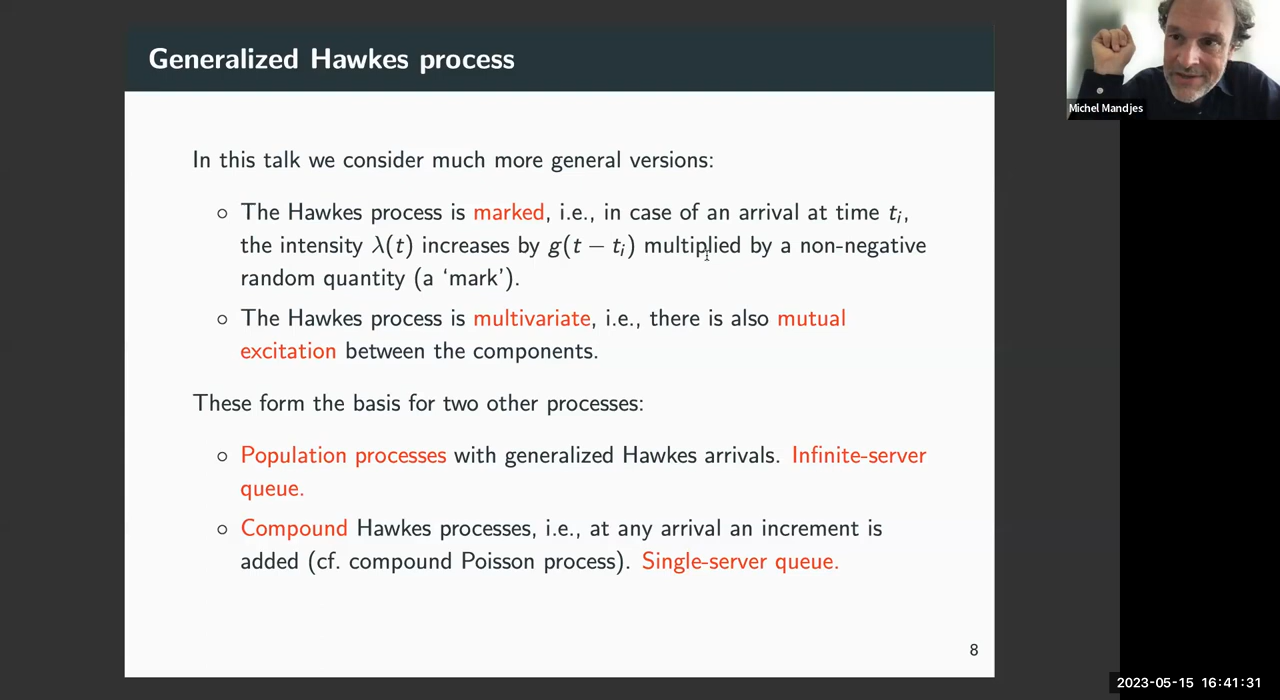 Generalized Hawkes process
Michel Mandjes
In this talk we consider much more general versions:
○ The Hawkes process is marked, i.e., in case of an arrival at time tᵢ,
the intensity λ(t) increases by g(t − tᵢ) multiplied by a non-negative
random quantity (a ‘mark’).
○ The Hawkes process is multivariate, i.e., there is also mutual
excitation between the components.
These form the basis for two other processes:
○ Population processes with generalized Hawkes arrivals. Infinite-server
queue.
○ Compound Hawkes processes, i.e., at any arrival an increment is
added (cf. compound Poisson process). Single-server queue.
8
2023-05-15 16:41:31